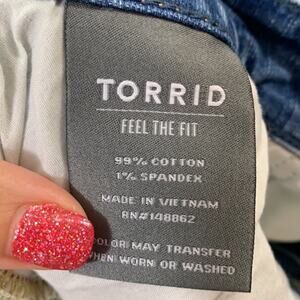 TORRID
FEEL THE FIT
99% COTTON
1% SPANDEX
MADE IN VIETNAM
RN#148862
COLOR MAY TRANSFER
WHEN WORN OR WASHED